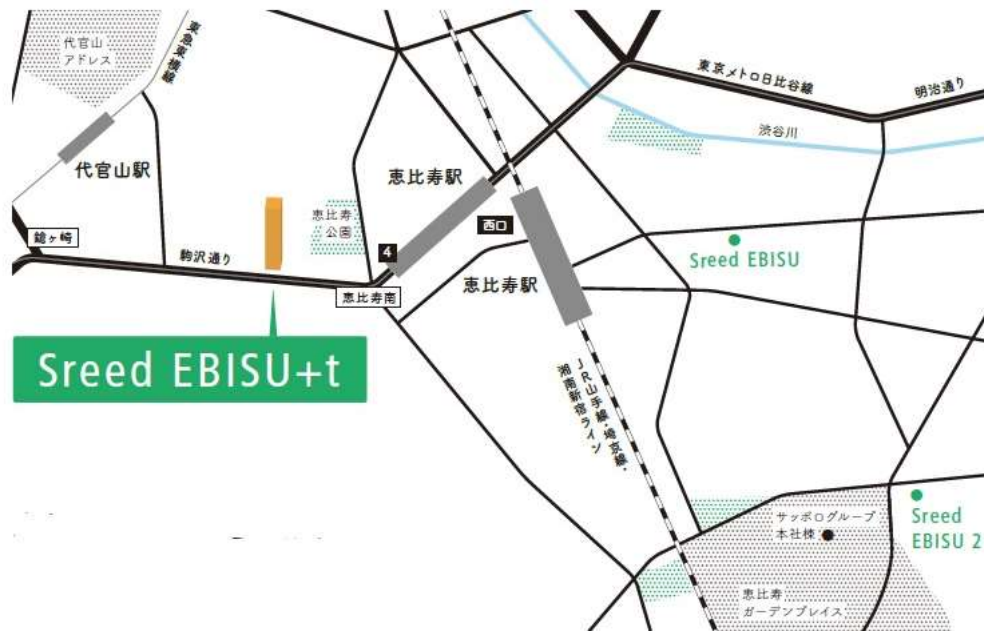 代官山
アドレス
東急東横線
代官山駅
鎗ヶ崎
駒沢通り
恵比寿
公園
恵比寿駅
4
西口
恵比寿駅
恵比寿南
Sreed EBISU+t
東京メトロ日比谷線
明治通り
渋谷川
Sreed EBISU
JR山手線・埼京線・
湘南新宿ライン
サッポログループ
本社棟
Sreed
EBISU 2
恵比寿
ガーデンプレイス